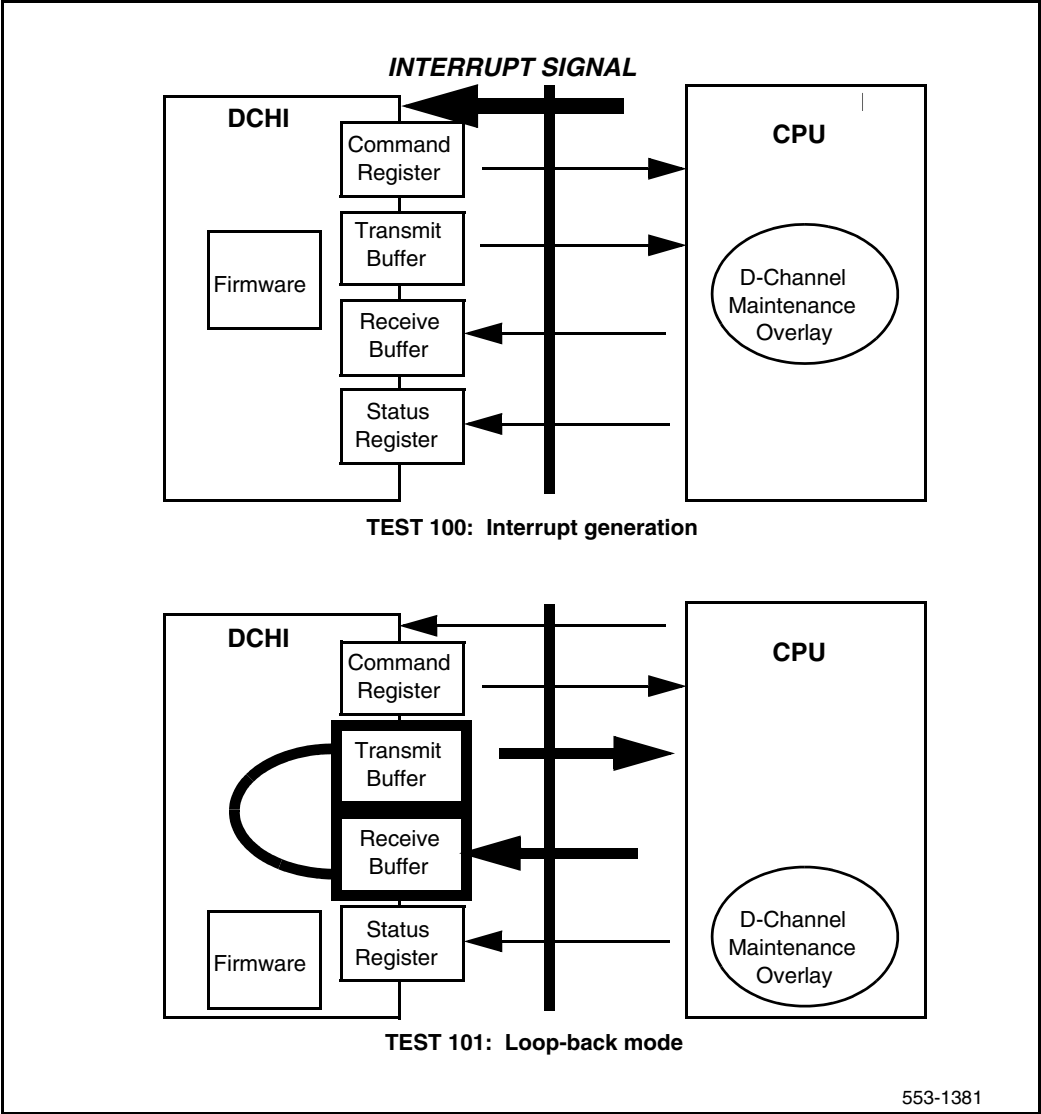 INTERRUPT SIGNAL
DCHI
CPU
Command
Register
Transmit
Buffer
Firmware
Receive
Buffer
Status
Register
D-Channel
Maintenance
Overlay
TEST 100: Interrupt generation
DCHI
CPU
Command
Register
Transmit
Buffer
Receive
Buffer
Status
Register
Firmware
D-Channel
Maintenance
Overlay
TEST 101: Loop-back mode
553-1381